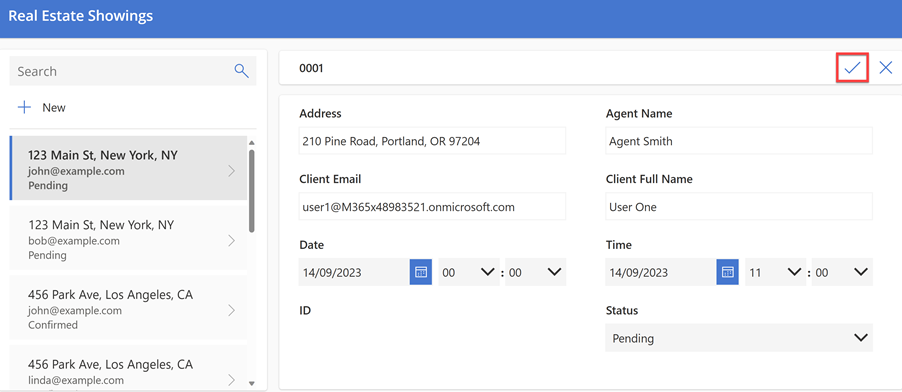 Real Estate Showings
Search
New
123 Main St, New York, NY
john@example.com
Pending
123 Main St, New York, NY
bob@example.com
Pending
456 Park Ave, Los Angeles, CA
john@example.com
Confirmed
456 Park Ave, Los Angeles, CA
linda@example.com
0001
Address
Agent Name
210 Pine Road, Portland, OR 97204
Agent Smith
Client Email
Client Full Name
user1@M365x48983521.onmicrosoft.com
User One
Date
Time
14/09/2023 00 : 00
14/09/2023 11 : 00
ID
Status
Pending